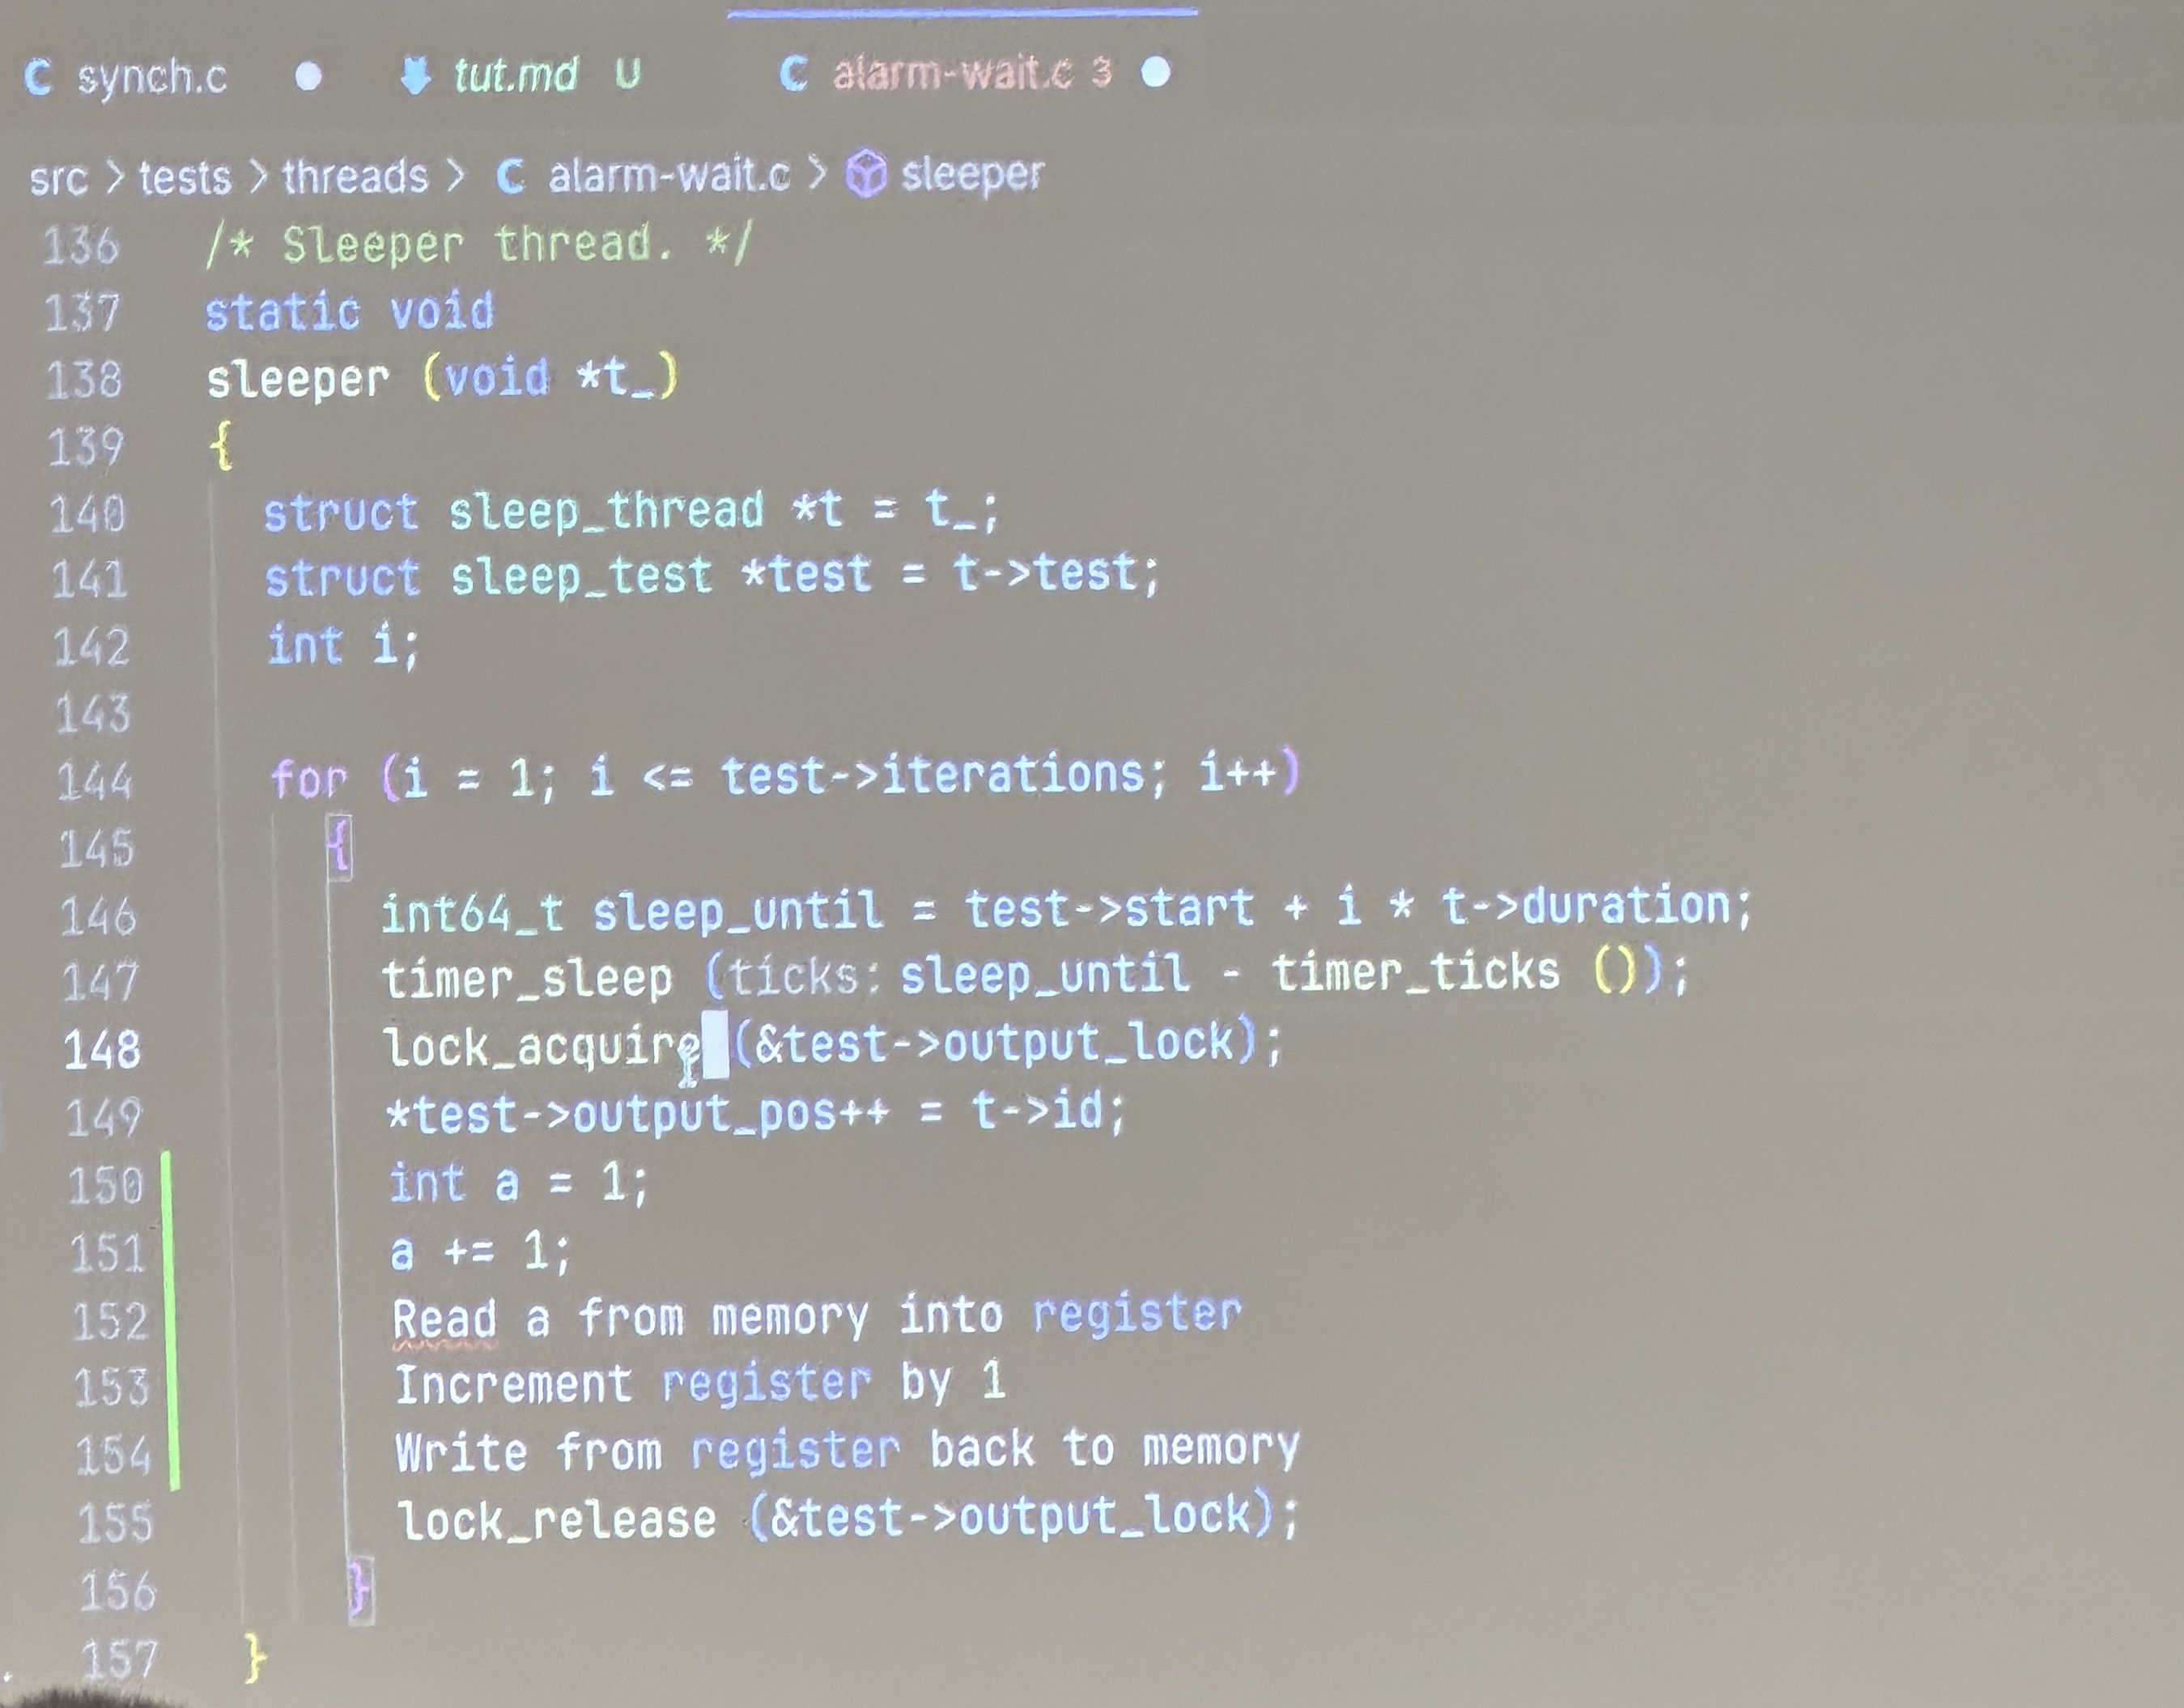 synch.c tut.md U alarm-wait.c 3
src > tests > threads > C alarm-wait.c > sleeper
136 /* Sleeper thread. */
137 static void
138 sleeper (void *t_)
139 {
140 struct sleep_thread *t = t_;
141 struct sleep_test *test = t->test;
142 int i;
143
144 for (i = 1; i <= test->iterations; i++)
145 {
146 int64_t sleep_until = test->start + i * t->duration;
147 timer_sleep (ticks: sleep_until - timer_ticks ());
148 lock_acquire (&test->output_lock);
149 *test->output_pos++ = t->id;
150 int a = 1;
151 a += 1;
152 Read a from memory into register
153 Increment register by 1
154 Write from register back to memory
155 lock_release (&test->output_lock);
156 }
157 }